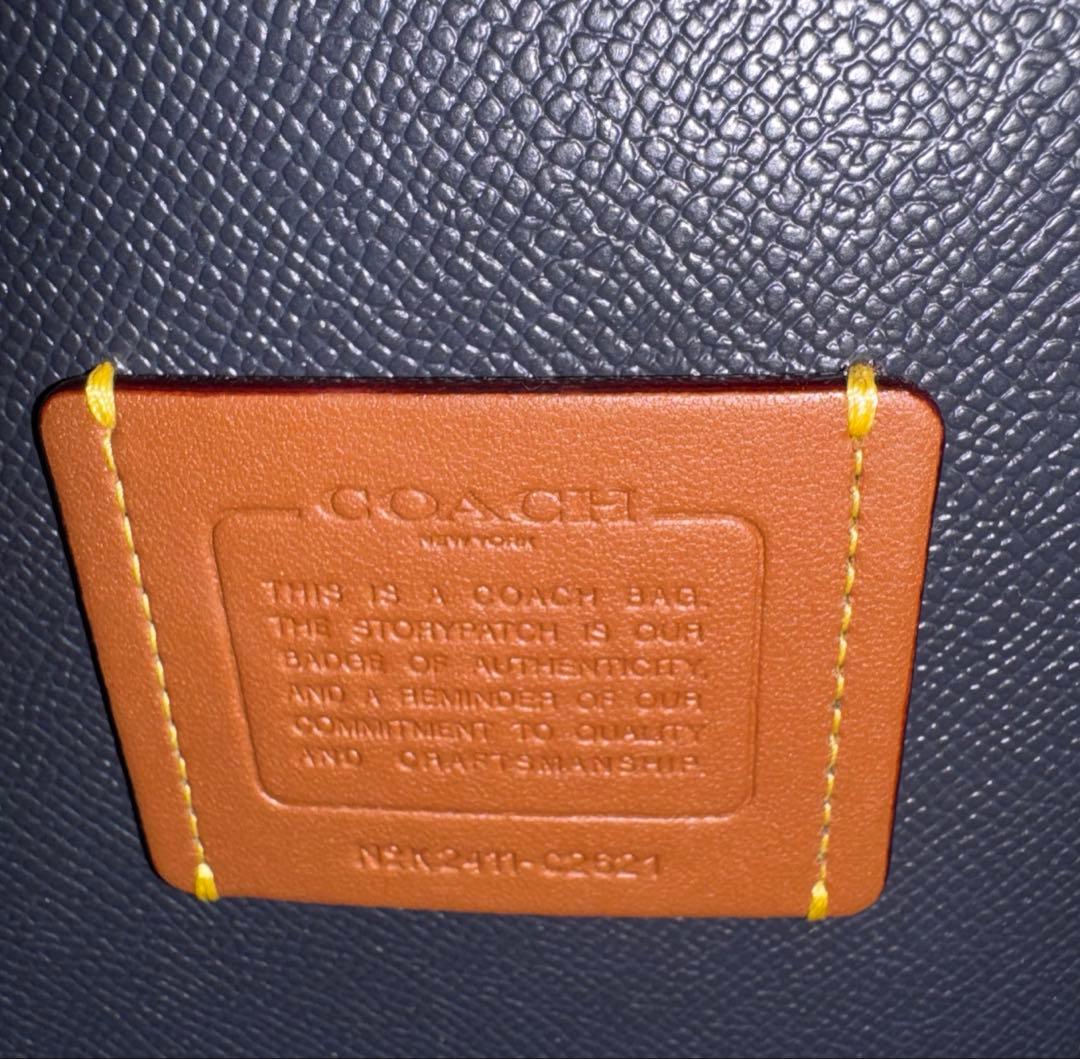 COACH
NEW YORK
THIS IS A COACH BAG.
THE STORYPATCH IS OUR
BADGE OF AUTHENTICITY,
AND A REMINDER OF OUR
COMMITMENT TO QUALITY
AND CRAFTSMANSHIP.
Nº K2411-C2621